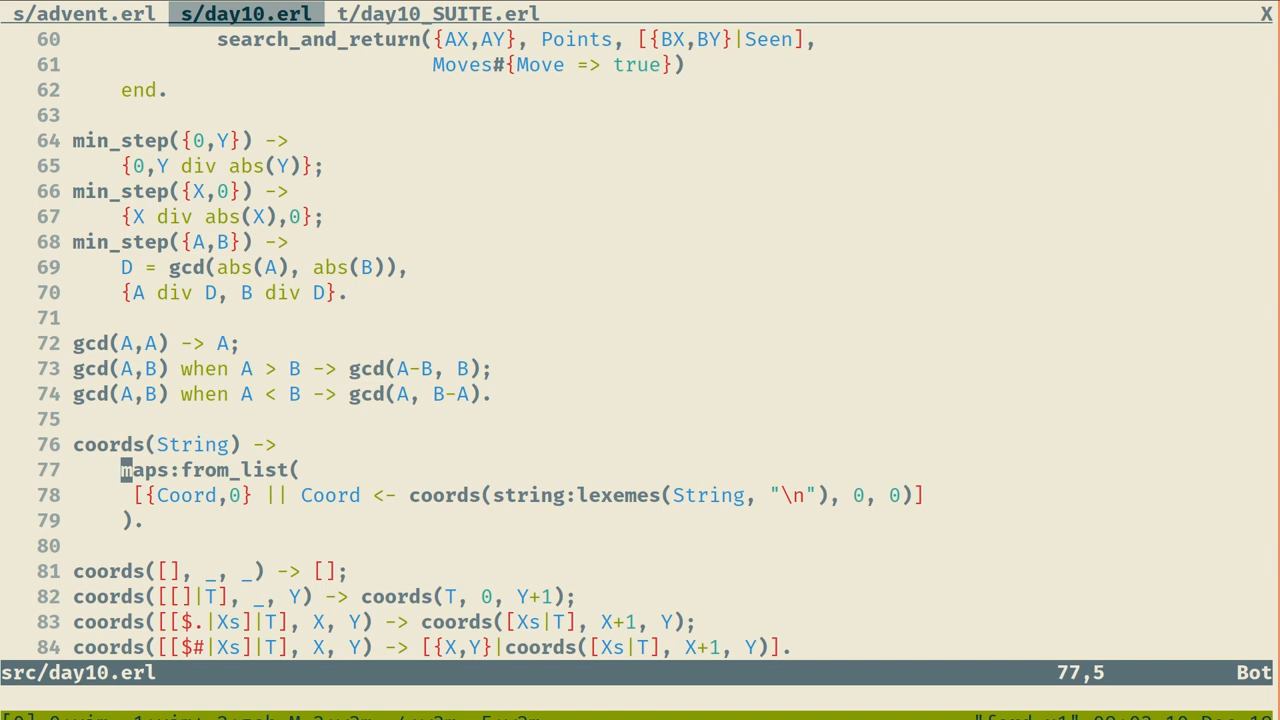 s/advent.erl  s/day10.erl  t/day10_SUITE.erl X
60             search_and_return({AX,AY}, Points, [{BX,BY}|Seen],
61                               Moves#{Move => true})
62     end.
63
64 min_step({0,Y}) ->
65     {0,Y div abs(Y)};
66 min_step({X,0}) ->
67     {X div abs(X),0};
68 min_step({A,B}) ->
69     D = gcd(abs(A), abs(B)),
70     {A div D, B div D}.
71
72 gcd(A,A) -> A;
73 gcd(A,B) when A > B -> gcd(A-B, B);
74 gcd(A,B) when A < B -> gcd(A, B-A).
75
76 coords(String) ->
77     maps:from_list(
78      [{Coord,0} || Coord <- coords(string:lexemes(String, "\n"), 0, 0)]
79     ).
80
81 coords([], _, _) -> [];
82 coords([[]|T], _, Y) -> coords(T, 0, Y+1);
83 coords([[$.|Xs]|T], X, Y) -> coords([Xs|T], X+1, Y);
84 coords([[$#|Xs]|T], X, Y) -> [{X,Y}|coords([Xs|T], X+1, Y)].
src/day10.erl 77,5 Bot